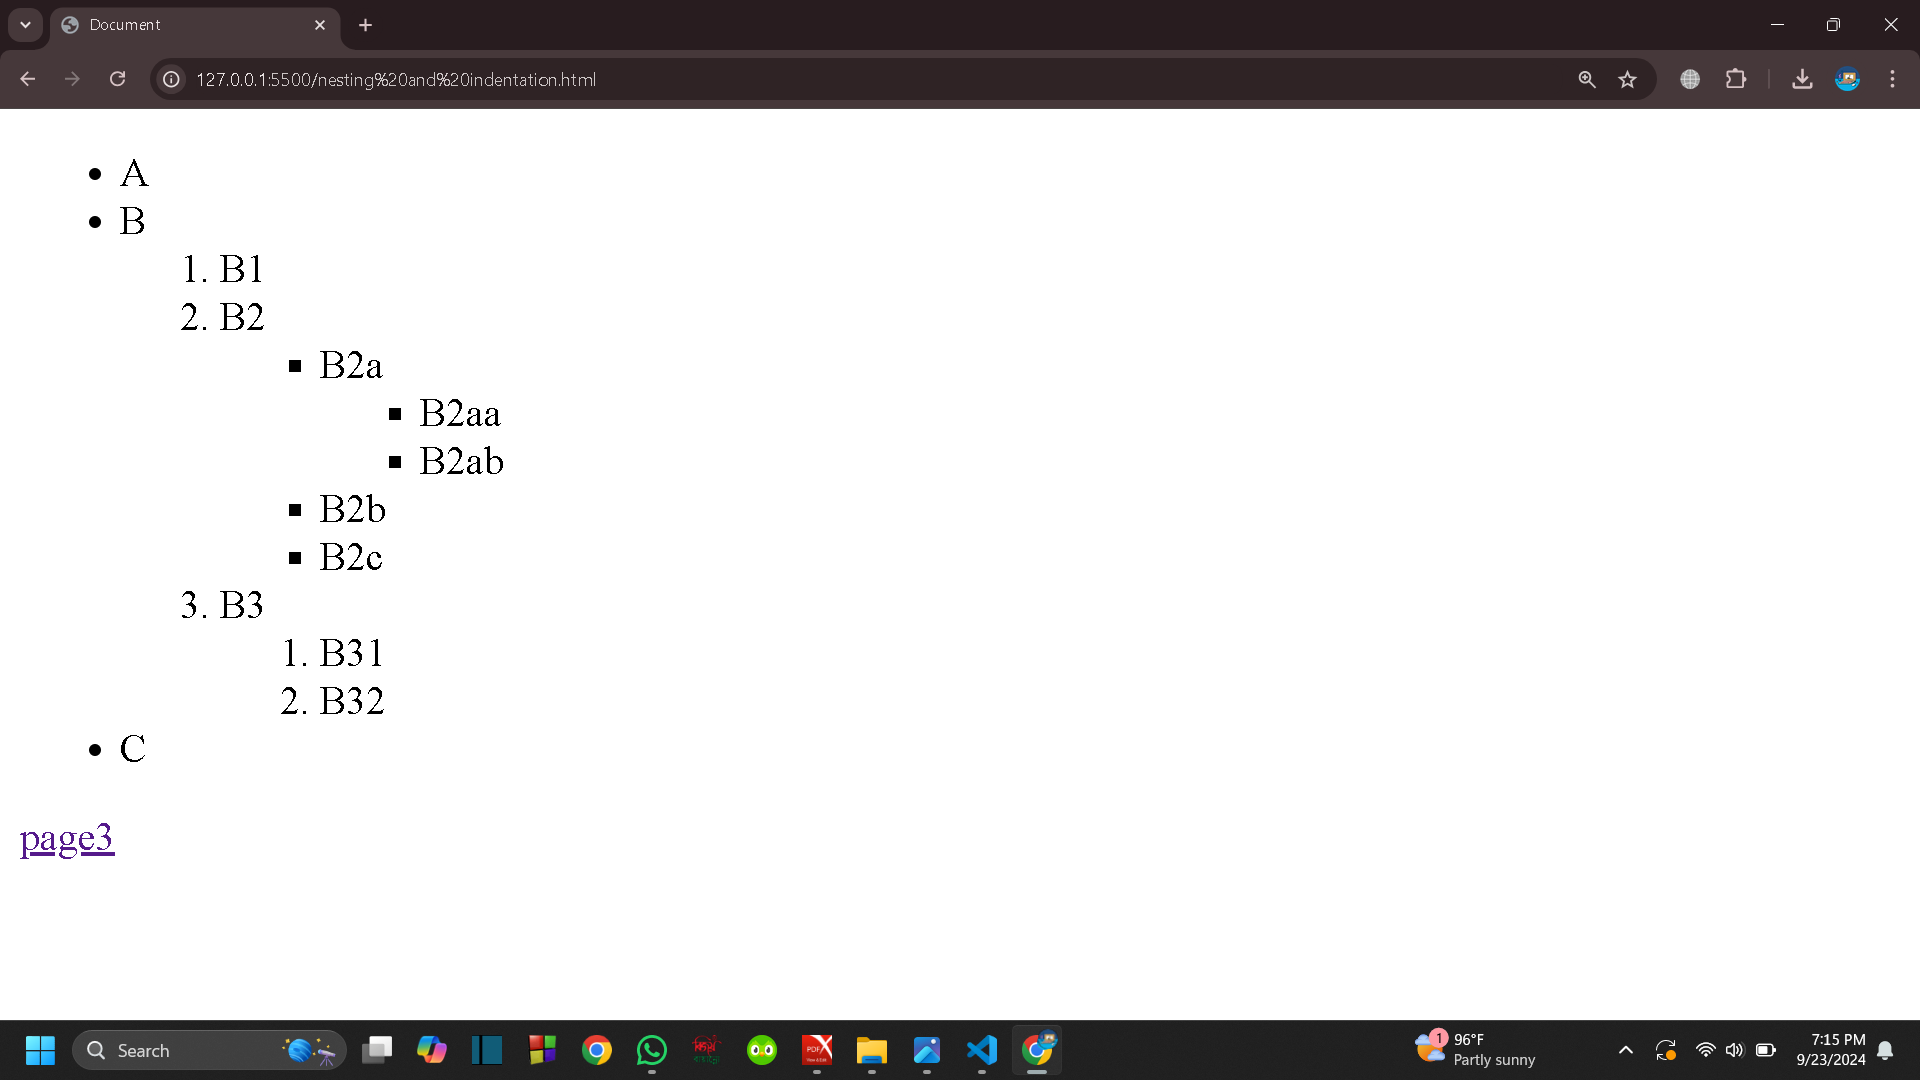 Document
127.0.0.1:5500/nesting%20and%20indentation.html
• A
• B
1. B1
2. B2
▪ B2a
▪ B2aa
▪ B2ab
▪ B2b
▪ B2c
3. B3
1. B31
2. B32
• C
page3
Search
1
96°F
Partly sunny
7:15 PM
9/23/2024